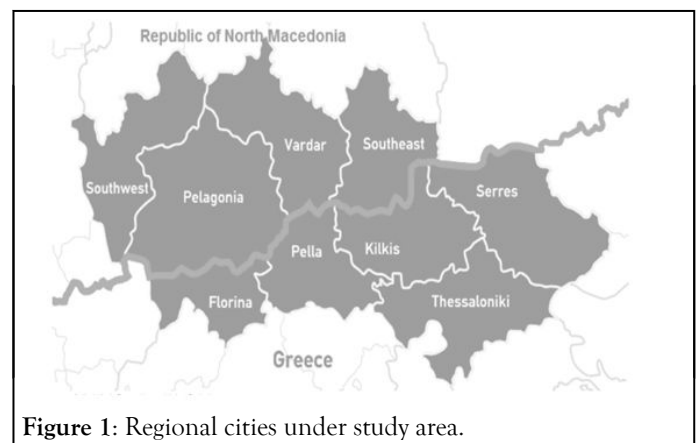 Republic of North Macedonia
Vardar
Southeast
Southwest
Pelagonia
Serres
Pella
Kilkis
Florina
Thessaloniki
Greece
Figure 1: Regional cities under study area.